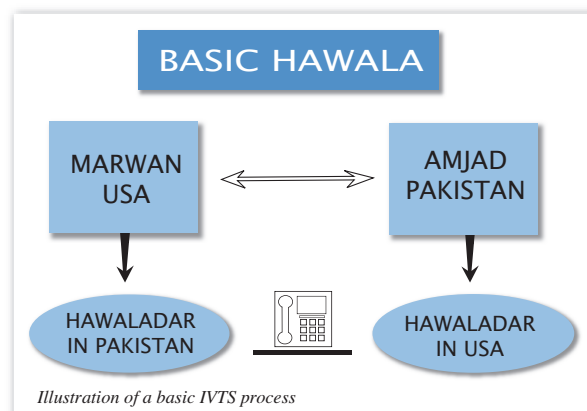 BASIC HAWALA
MARWAN
USA
AMJAD
PAKISTAN
HAWALADAR
IN PAKISTAN
HAWALADAR
IN USA
Illustration of a basic IVTS process